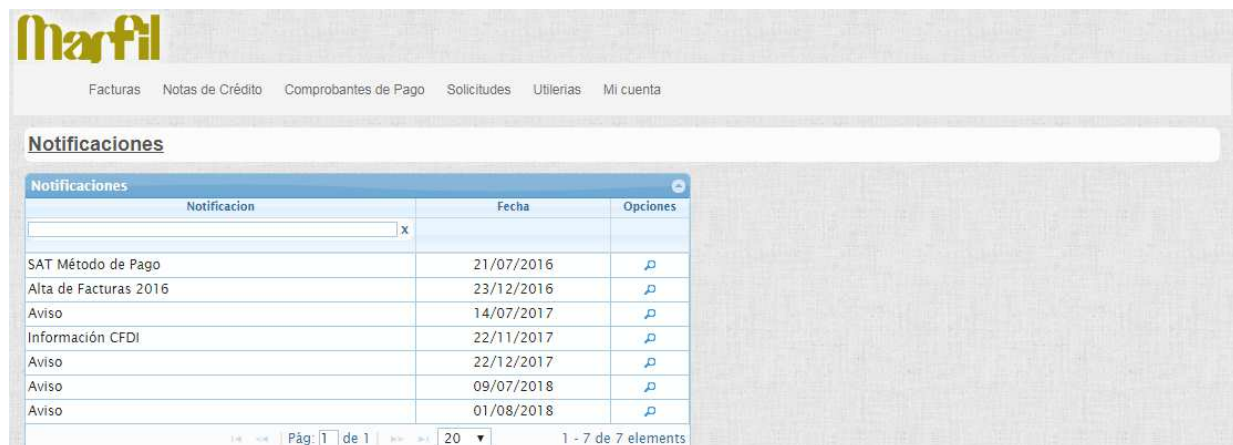 Marfil
Facturas Notas de Crédito Comprobantes de Pago Solicitudes Utilerias Mi cuenta
Notificaciones
Notificaciones
Notificacion Fecha Opciones
x
SAT Método de Pago 21/07/2016
Alta de Facturas 2016 23/12/2016
Aviso 14/07/2017
Información CFDI 22/11/2017
Aviso 22/12/2017
Aviso 09/07/2018
Aviso 01/08/2018
Pág: 1 de 1 20 1 - 7 de 7 elements